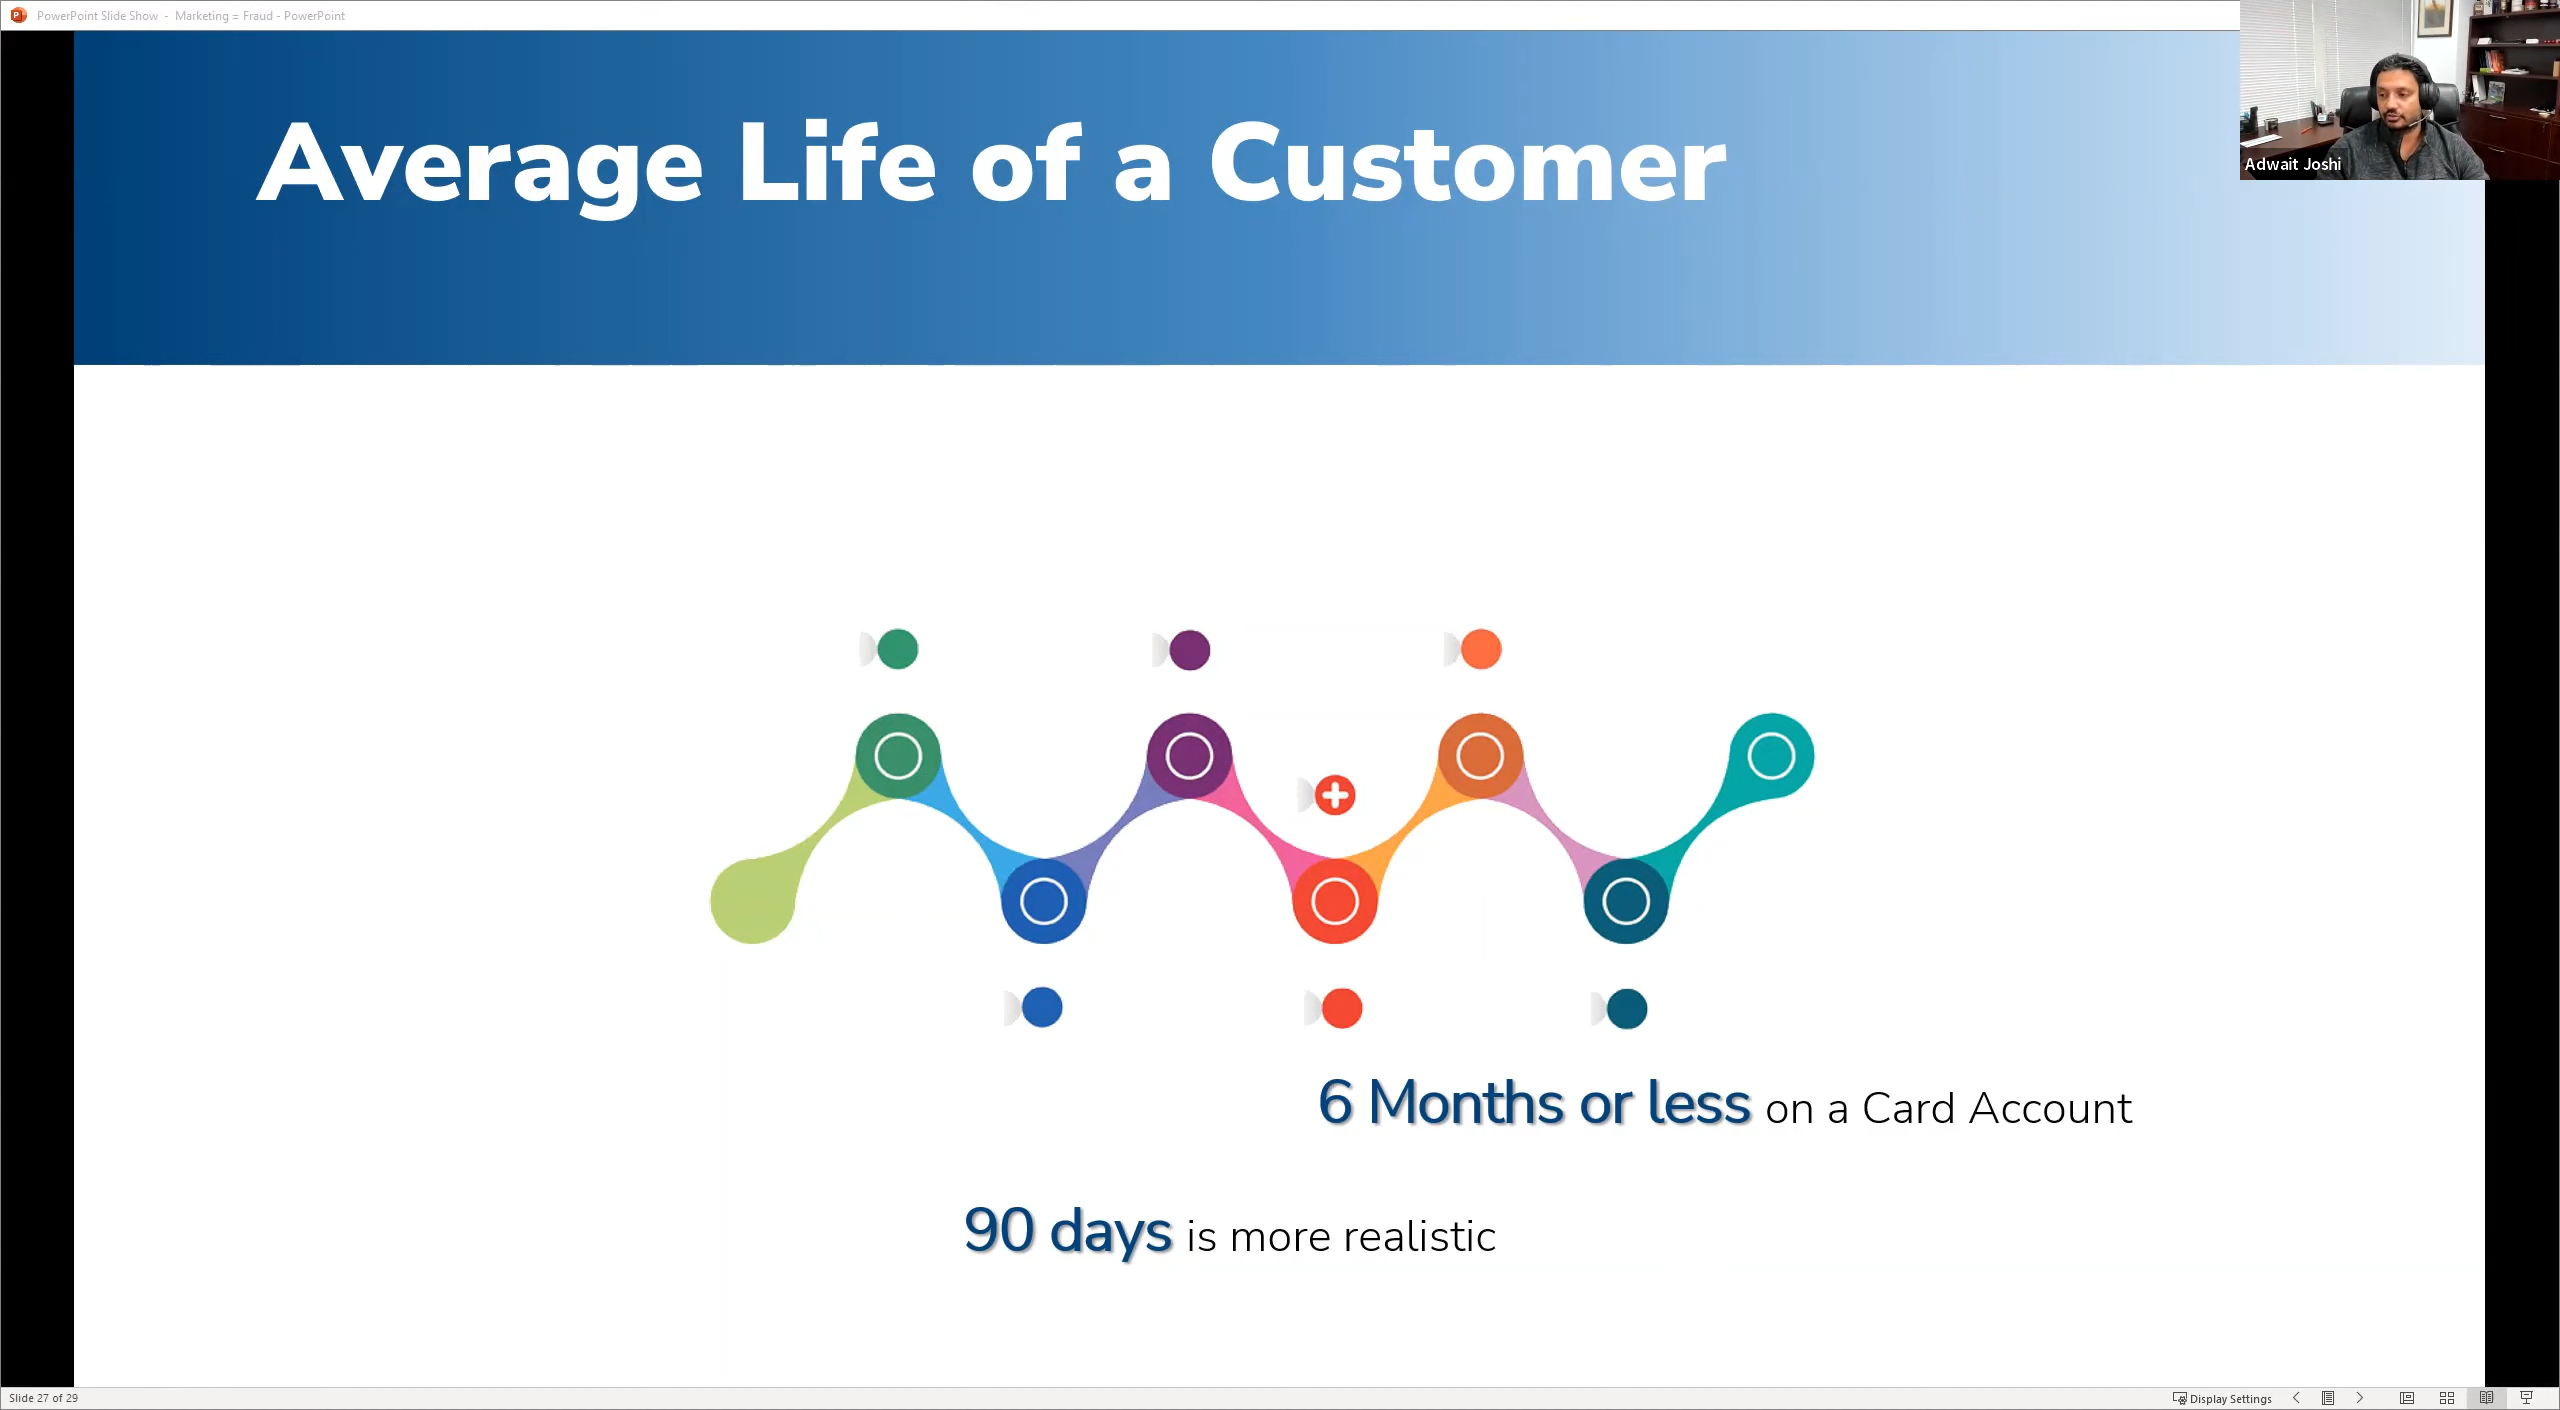 PowerPoint Slide Show - Marketing = Fraud - PowerPoint
Average Life of a Customer
Adwait Joshi
6 Months or less on a Card Account
90 days is more realistic
Slide 27 of 29
Display Settings